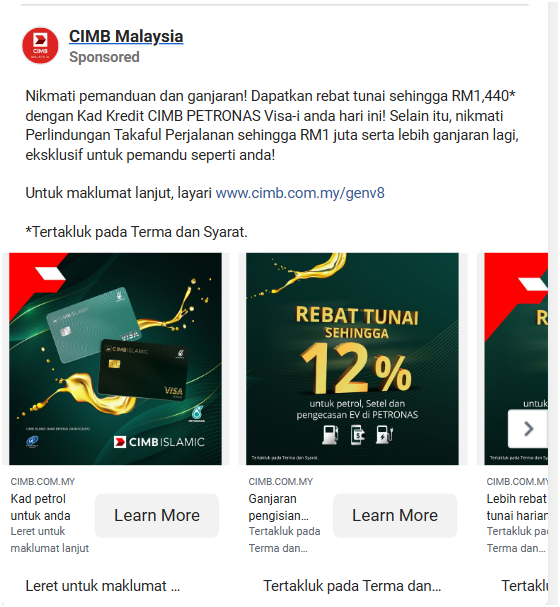 CIMB Malaysia
Sponsored
Nikmati pemanduan dan ganjaran! Dapatkan rebat tunai sehingga RM1,440*
dengan Kad Kredit CIMB PETRONAS Visa-i anda hari ini! Selain itu, nikmati
Perlindungan Takaful Perjalanan sehingga RM1 juta serta lebih ganjaran lagi,
eksklusif untuk pemandu seperti anda!
Untuk maklumat lanjut, layari www.cimb.com.my/genv8
*Tertakluk pada Terma dan Syarat.
CIMB ISLAMIC
VISA
CIMB ISLAMIC
VISA
PETRONAS
CIMB ISLAMIC
REBAT TUNAI
SEHINGGA
12%
untuk petrol, Setel dan
pengecasan EV di PETRONAS
Tertakluk pada Terma dan Syarat.
CIMB.COM.MY
Kad petrol
untuk anda
Leret untuk
maklumat lanjut
Learn More
CIMB.COM.MY
Ganjaran
pengisian...
Tertakluk pada
Terma dan...
Learn More
CIMB.COM.MY
Lebih rebat
tunai harian
Tertakluk pa
Terma dan...
Leret untuk maklumat ...
Tertakluk pada Terma dan...
Tertakl